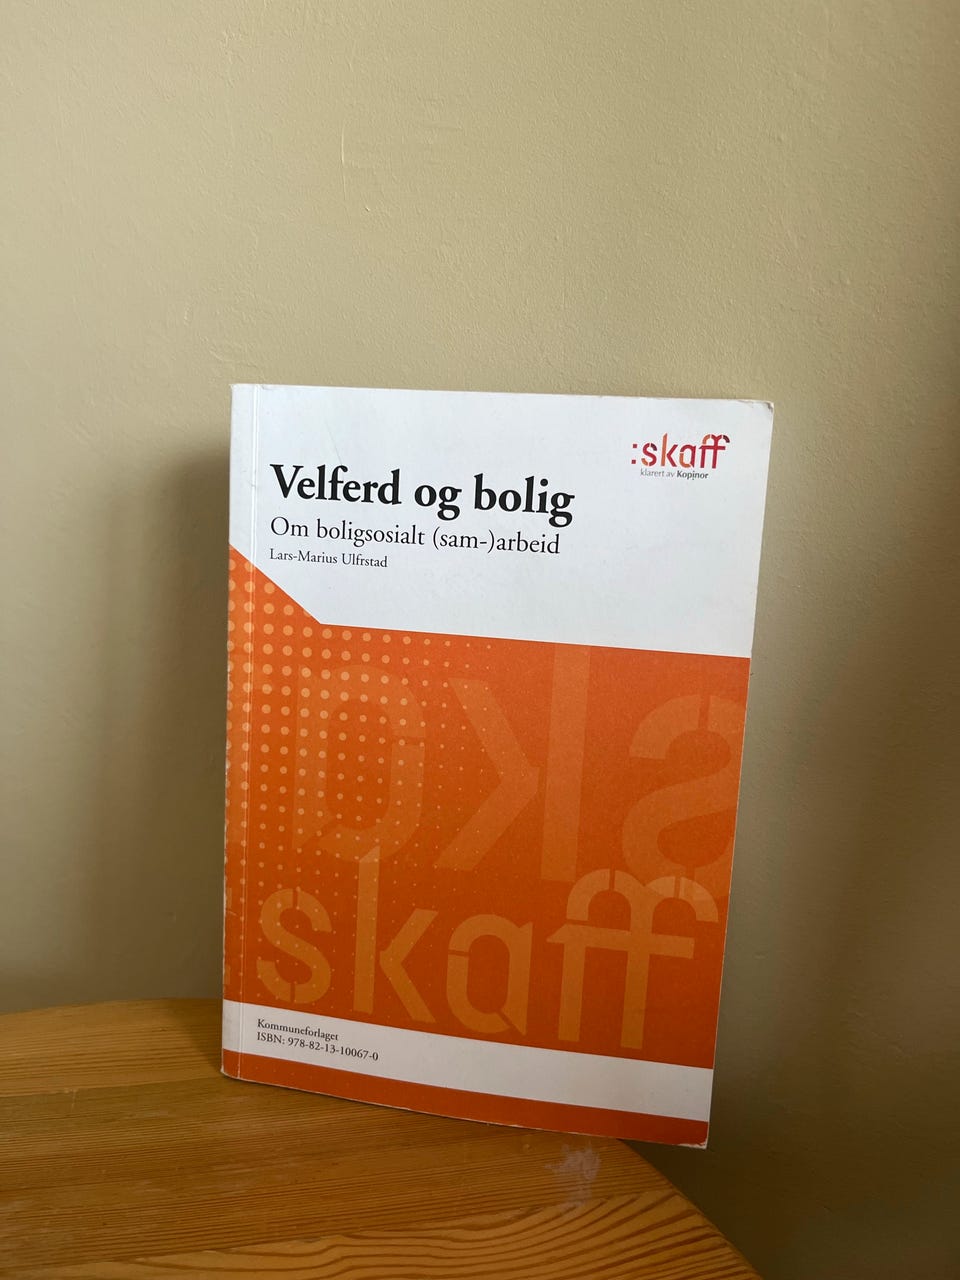 :skaff
klarert av Kopinor
Velferd og bolig
Om boligsosialt (sam-)arbeid
Lars-Marius Ulfrstad
ska
:skaff
Kommuneforlaget
ISBN: 978-82-13-10067-0